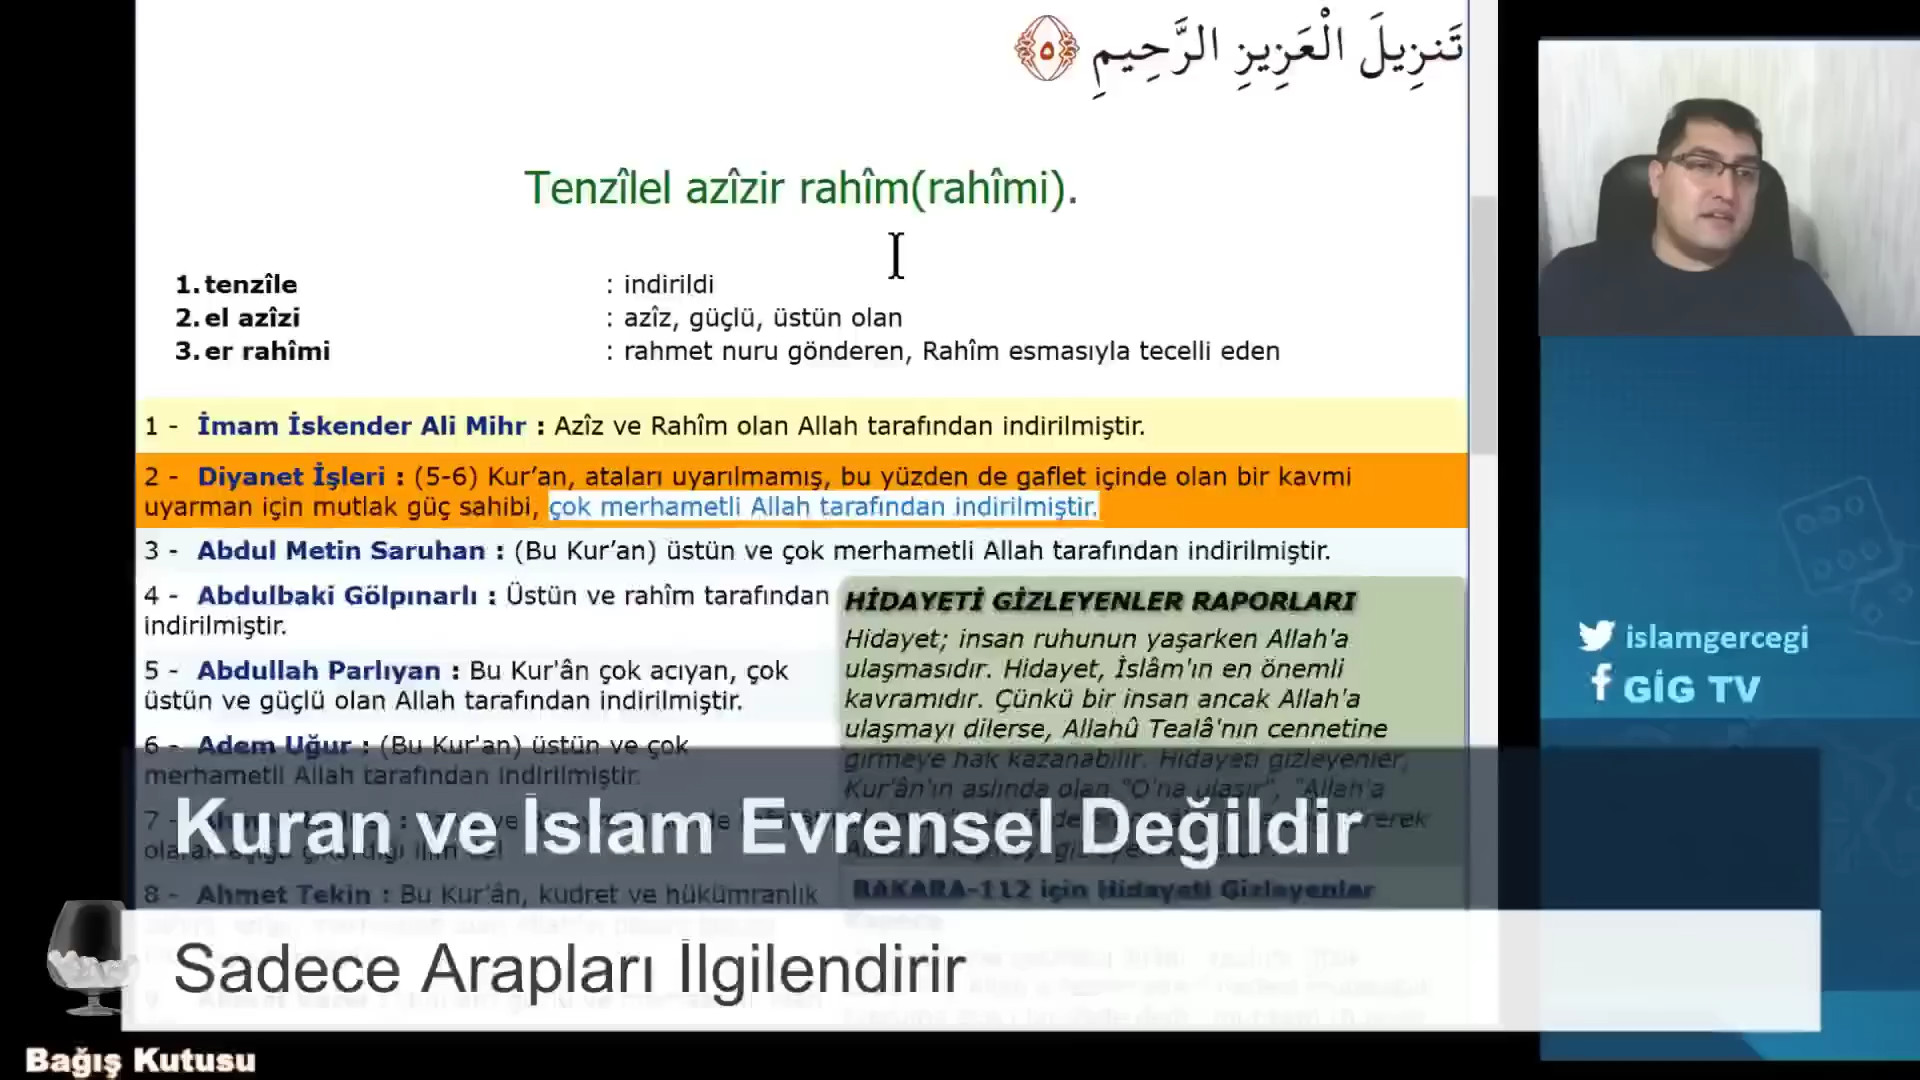 تَنزِيلَ الْعَزِيزِ الرَّحِيمِ ﴿٥﴾
Tenzîlel azîzir rahîm(rahîmi).
1. tenzîle : indirildi
2. el azîzi : azîz, güçlü, üstün olan
3. er rahîmi : rahmet nuru gönderen, Rahîm esmasıyla tecelli eden
1 - İmam İskender Ali Mihr : Azîz ve Rahîm olan Allah tarafından indirilmiştir.
2 - Diyanet İşleri : (5-6) Kur’an, ataları uyarılmamış, bu yüzden de gaflet içinde olan bir kavmi
uyarman için mutlak güç sahibi, çok merhametli Allah tarafından indirilmiştir.
3 - Abdul Metin Saruhan : (Bu Kur’an) üstün ve çok merhametli Allah tarafından indirilmiştir.
4 - Abdulbaki Gölpınarlı : Üstün ve rahîm tarafından
indirilmiştir.
5 - Abdullah Parlıyan : Bu Kur'ân çok acıyan, çok
üstün ve güçlü olan Allah tarafından indirilmiştir.
6 - Adem Uğur : (Bu Kur'an) üstün ve çok
merhametli Allah tarafından indirilmiştir.
8 - Ahmet Tekin : Bu Kur'ân, kudret ve hükümranlık
HİDAYETİ GİZLEYENLER RAPORLARI
Hidayet; insan ruhunun yaşarken Allah'a
ulaşmasıdır. Hidayet, İslâm'ın en önemli
kavramıdır. Çünkü bir insan ancak Allah'a
ulaşmayı dilerse, Allahû Tealâ'nın cennetine
girmeye hak kazanabilir. Hidayeti gizleyenler,
Kur'ân'ın aslında olan "O'na ulaşır", "Allah'a
BAKARA-112 için Hidayeti Gizleyenler
Kuran ve İslam Evrensel Değildir
Sadece Arapları İlgilendirir
Bağış Kutusu
islamgercegi
GİG TV